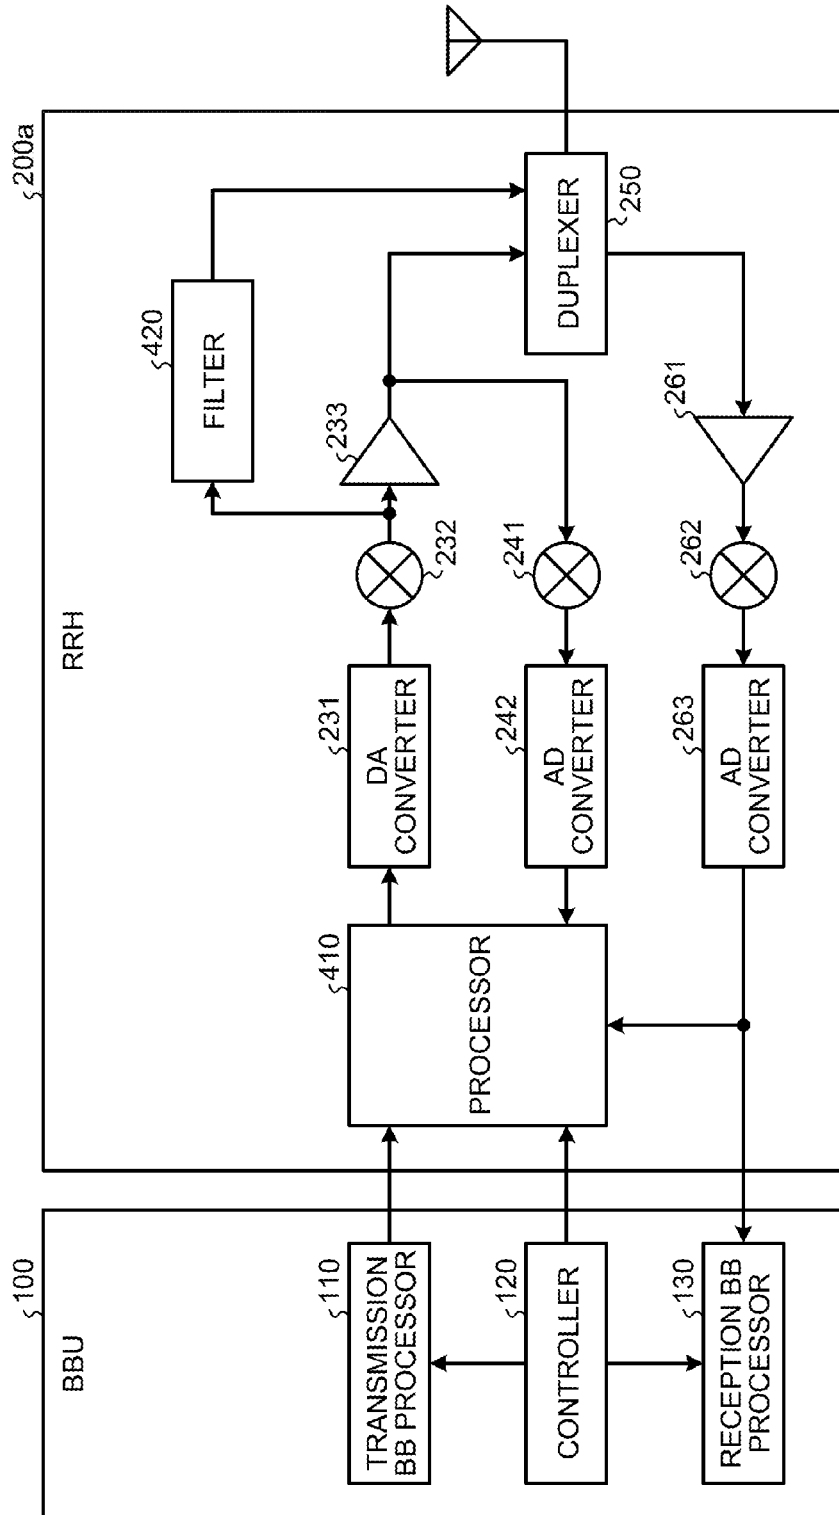 100
BBU
110
TRANSMISSION
BB PROCESSOR
120
CONTROLLER
130
RECEPTION BB
PROCESSOR
200a
RRH
410
PROCESSOR
231
DA
CONVERTER
232
233
420
FILTER
242
AD
CONVERTER
241
263
AD
CONVERTER
262
261
DUPLEXER
250